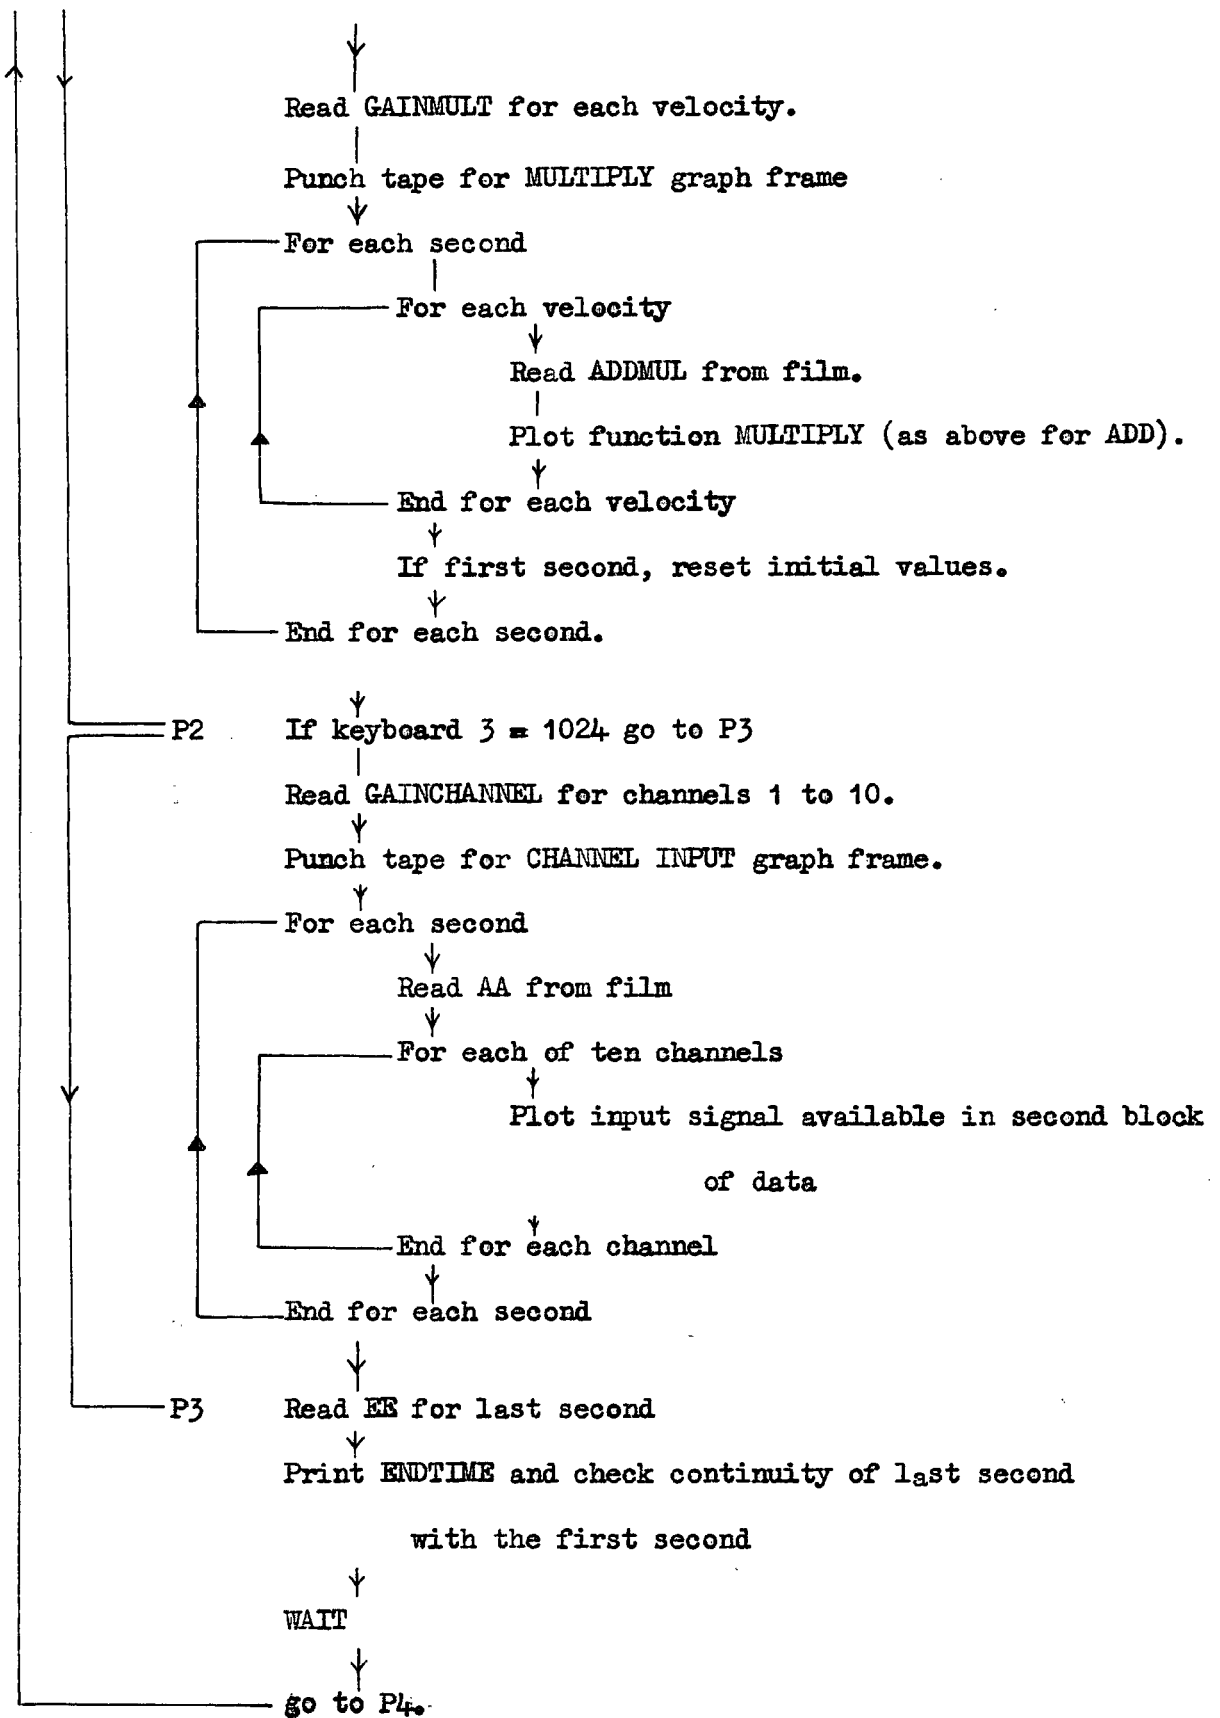 Read GAINMULT for each velocity.
Punch tape for MULTIPLY graph frame
For each second
For each velocity
Read ADDMUL from film.
Plot function MULTIPLY (as above for ADD).
End for each velocity
If first second, reset initial values.
End for each second.
P2 If keyboard 3 = 1024 go to P3
Read GAINCHANNEL for channels 1 to 10.
Punch tape for CHANNEL INPUT graph frame.
For each second
Read AA from film
For each of ten channels
Plot input signal available in second block
of data
End for each channel
End for each second
P3 Read EE for last second
Print ENDTIME and check continuity of last second
with the first second
WAIT
go to P4.